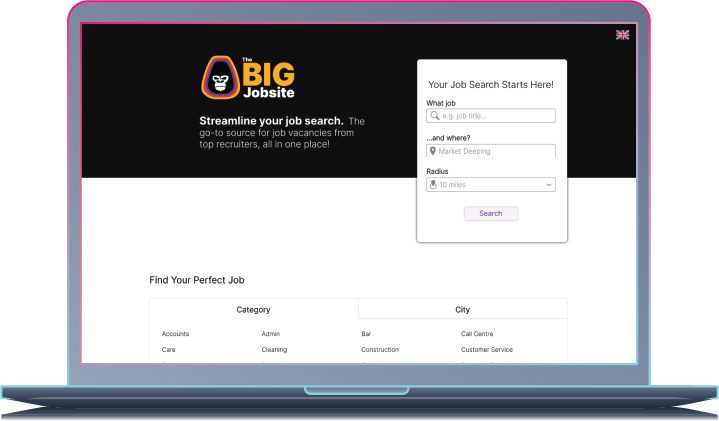 The
BIG
Jobsite
Streamline your job search. The
go-to source for job vacancies from
top recruiters, all in one place!
Your Job Search Starts Here!
What job
e.g. job title...
...and where?
Market Deeping
Radius
10 miles
Search
Find Your Perfect Job
Category City
Accounts Admin Bar Call Centre
Care Cleaning Construction Customer Service